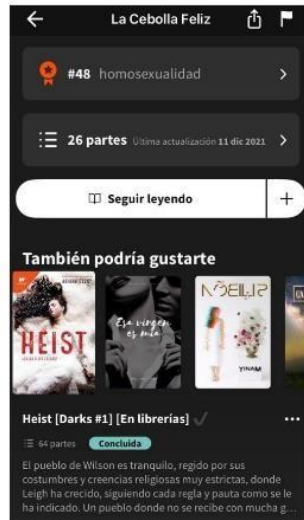 La Cebolla Feliz
#48 homosexualidad
26 partes Última actualización 11 dic 2021
Seguir leyendo
También podría gustarte
HEIST
Esa virgen
es mía
YINAM
Heist [Darks #1] [En librerías] ✓
64 partes Concluida
El pueblo de Wilson es tranquilo, regido por sus
costumbres y creencias religiosas muy estrictas, donde
Leigh ha crecido, siguiendo cada regla y pauta como se le
ha indicado. Un pueblo donde no se recibe con mucha g...